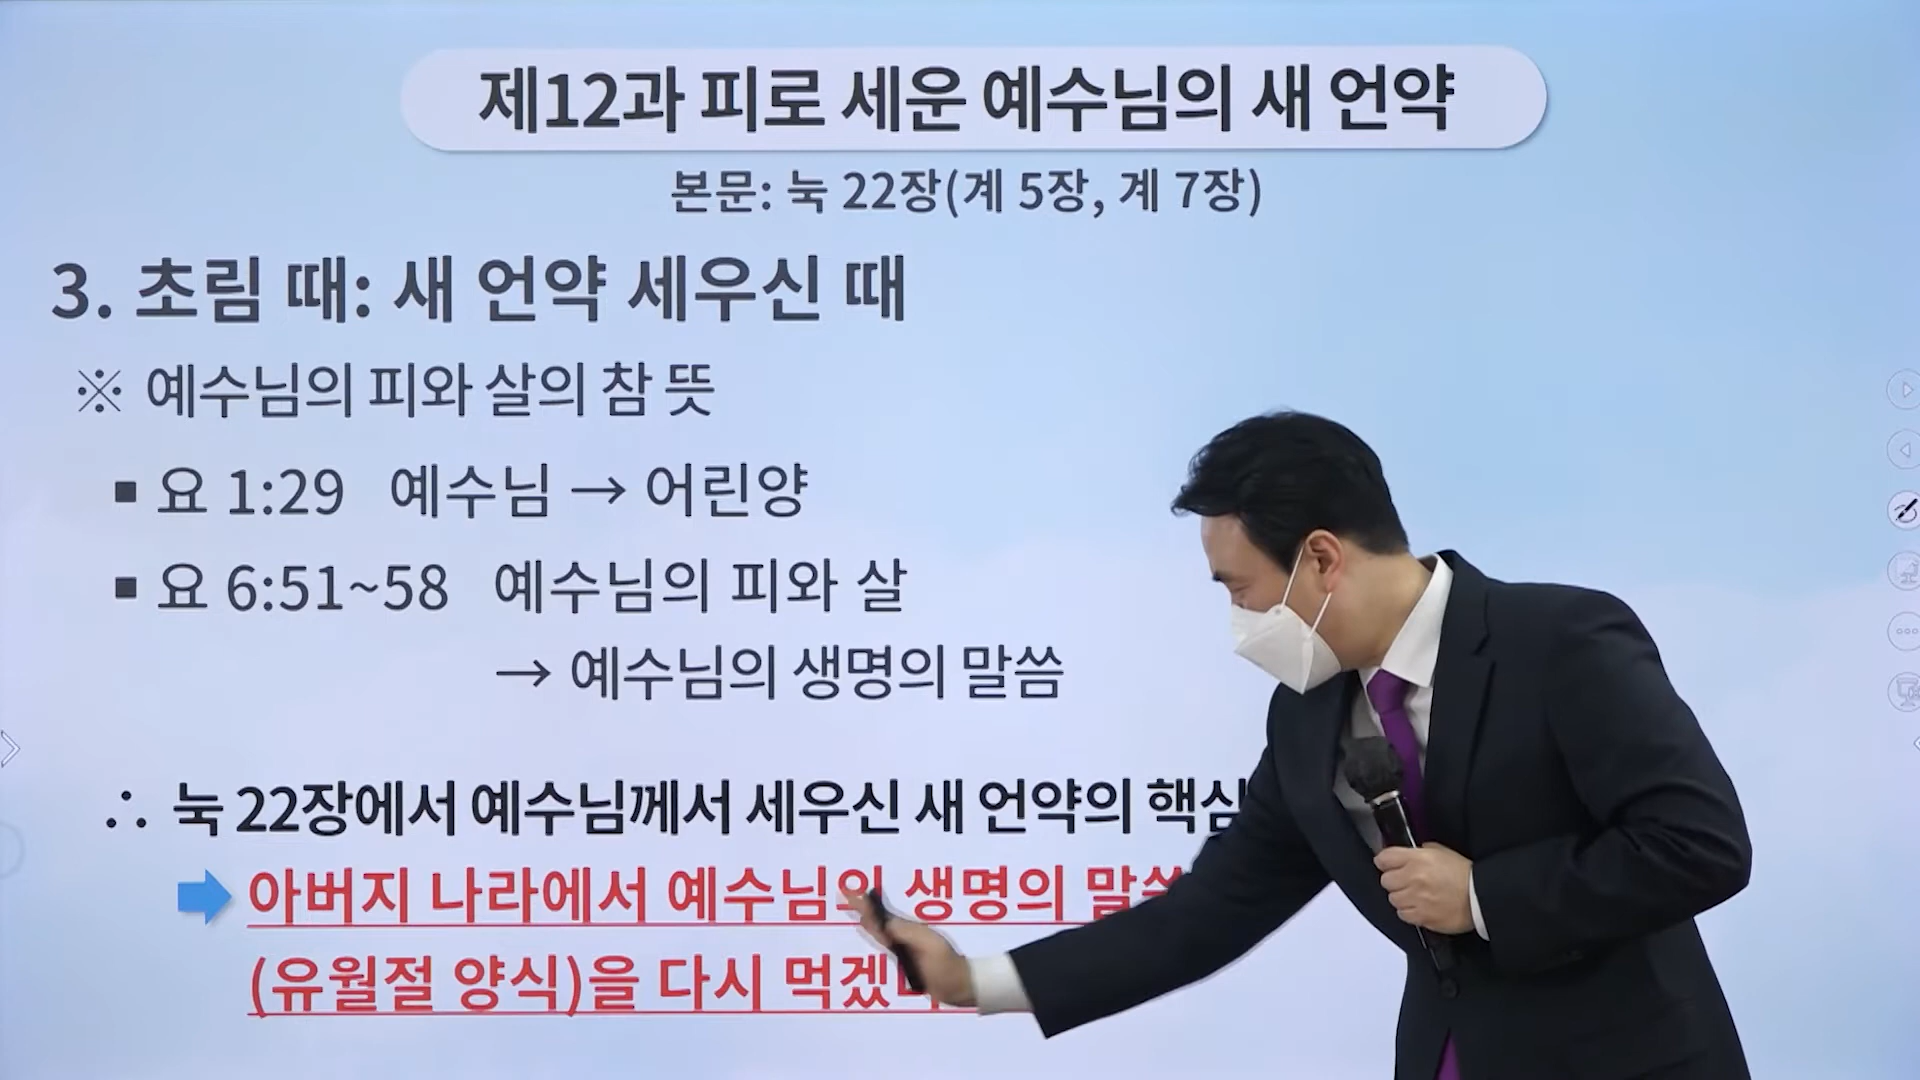 제12과 피로 세운 예수님의 새 언약
본문: 눅 22장(계 5장, 계 7장)
3. 초림 때: 새 언약 세우신 때
※ 예수님의 피와 살의 참 뜻
▪ 요 1:29 예수님 → 어린양
▪ 요 6:51~58 예수님의 피와 살
→ 예수님의 생명의 말씀
∴ 눅 22장에서 예수님께서 세우신 새 언약의 핵심
아버지 나라에서 예수님의 생명의 말씀
(유월절 양식)을 다시 먹겠다